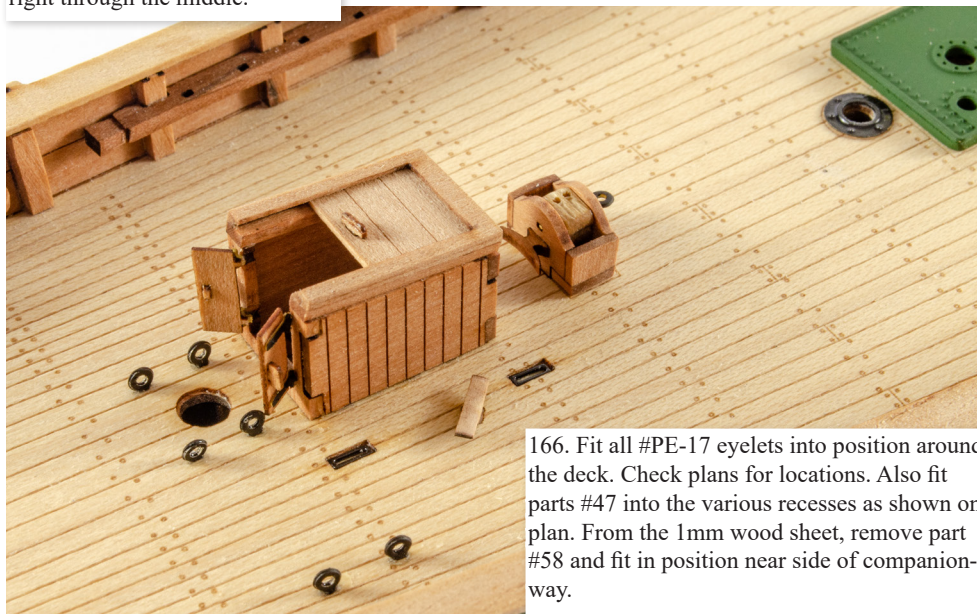 right through the middle.
166. Fit all #PE-17 eyelets into position around
the deck. Check plans for locations. Also fit
parts #47 into the various recesses as shown on
plan. From the 1mm wood sheet, remove part
#58 and fit in position near side of companion-
way.